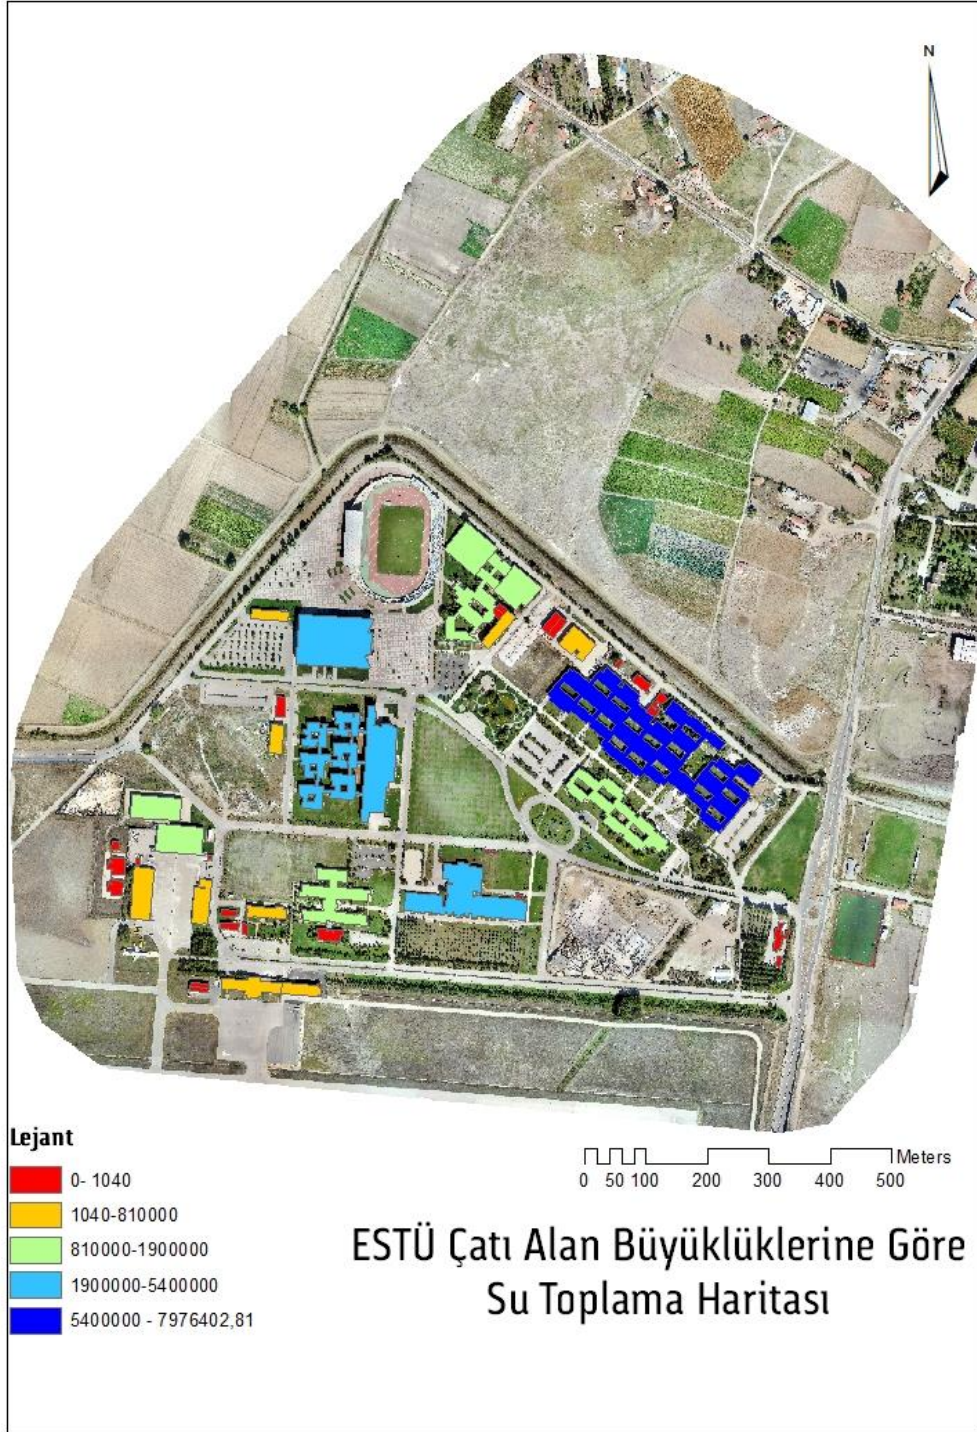 N
Lejant
0- 1040
1040-810000
810000-1900000
1900000-5400000
5400000 - 7976402,81
Meters
0 50 100 200 300 400 500
ESTÜ Çatı Alan Büyüklüklerine Göre
Su Toplama Haritası